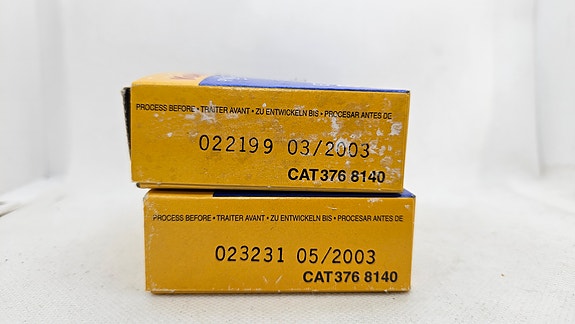 PROCESS BEFORE • TRAITER AVANT • ZU ENTWICKELN BIS • PROCESAR ANTES DE
022199 03/2003
CAT 376 8140
PROCESS BEFORE • TRAITER AVANT • ZU ENTWICKELN BIS • PROCESAR ANTES DE
023231 05/2003
CAT 376 8140